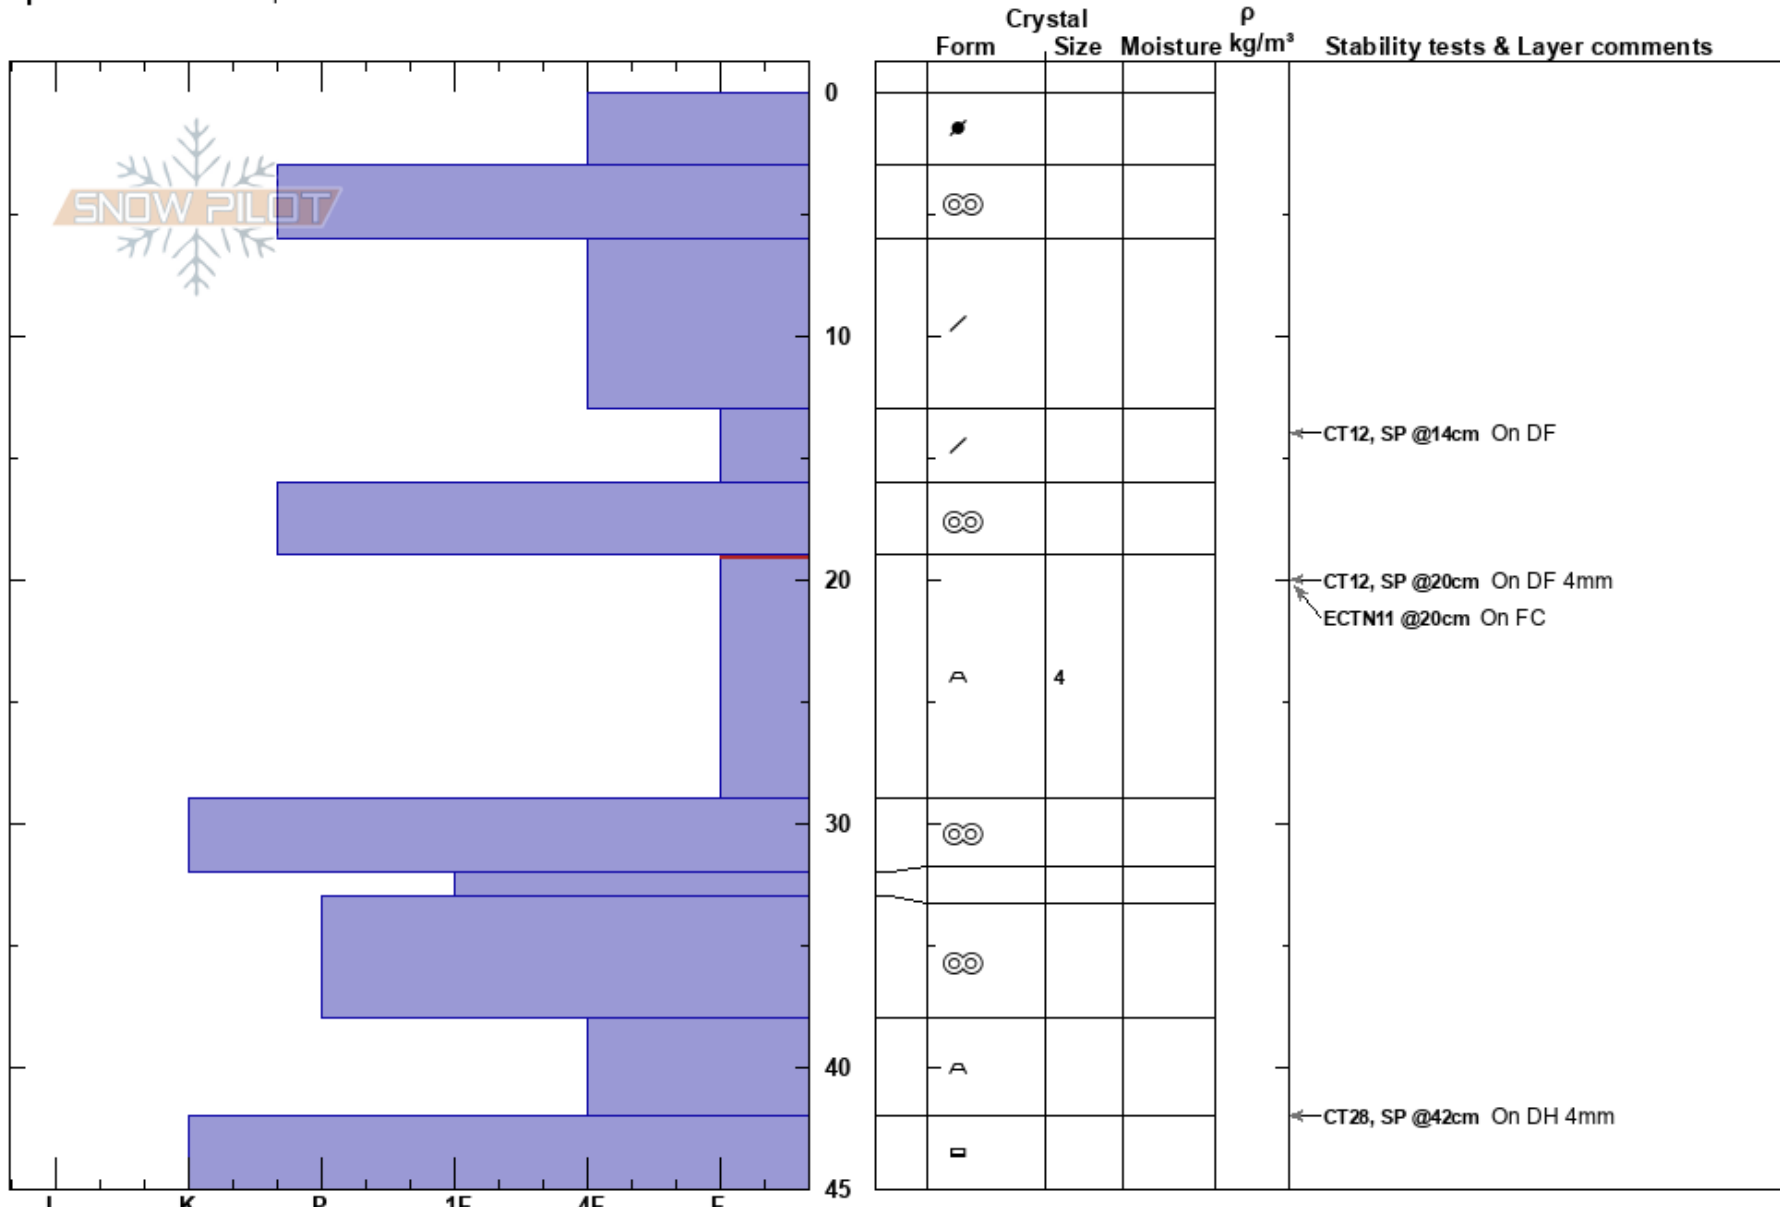 Crystal
ρ
Form Size Moisture kg/m³ Stability tests & Layer comments
SNOW PILOT
0
10
CT12, SP @14cm On DF
20
CT12, SP @20cm On DF 4mm
ECTN11 @20cm On FC
4
30
40
CT28, SP @42cm On DH 4mm
45
I K P 1F 4F F